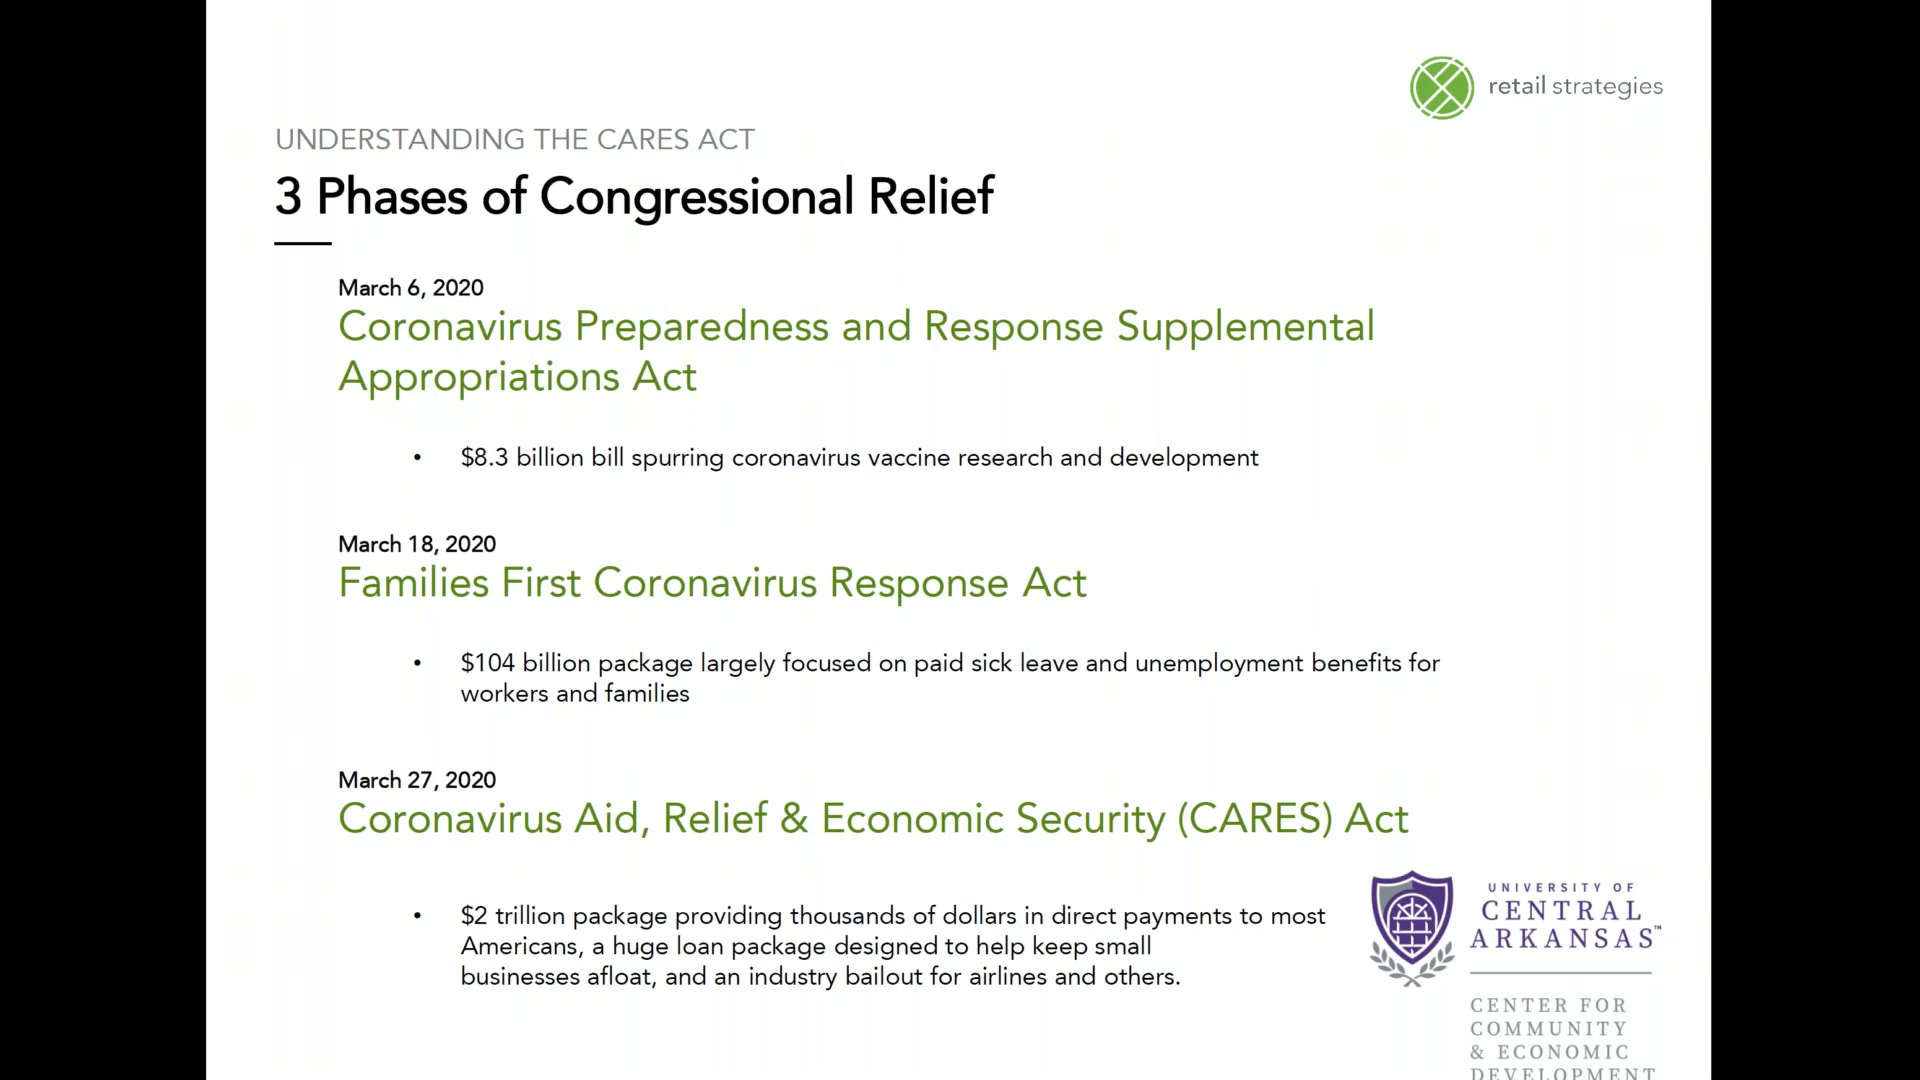 retail strategies
UNDERSTANDING THE CARES ACT
3 Phases of Congressional Relief
March 6, 2020
Coronavirus Preparedness and Response Supplemental
Appropriations Act
• $8.3 billion bill spurring coronavirus vaccine research and development
March 18, 2020
Families First Coronavirus Response Act
• $104 billion package largely focused on paid sick leave and unemployment benefits for
workers and families
March 27, 2020
Coronavirus Aid, Relief & Economic Security (CARES) Act
• $2 trillion package providing thousands of dollars in direct payments to most
Americans, a huge loan package designed to help keep small
businesses afloat, and an industry bailout for airlines and others.
UNIVERSITY OF
CENTRAL
ARKANSAS™
CENTER FOR
COMMUNITY
& ECONOMIC
DEVELOPMENT